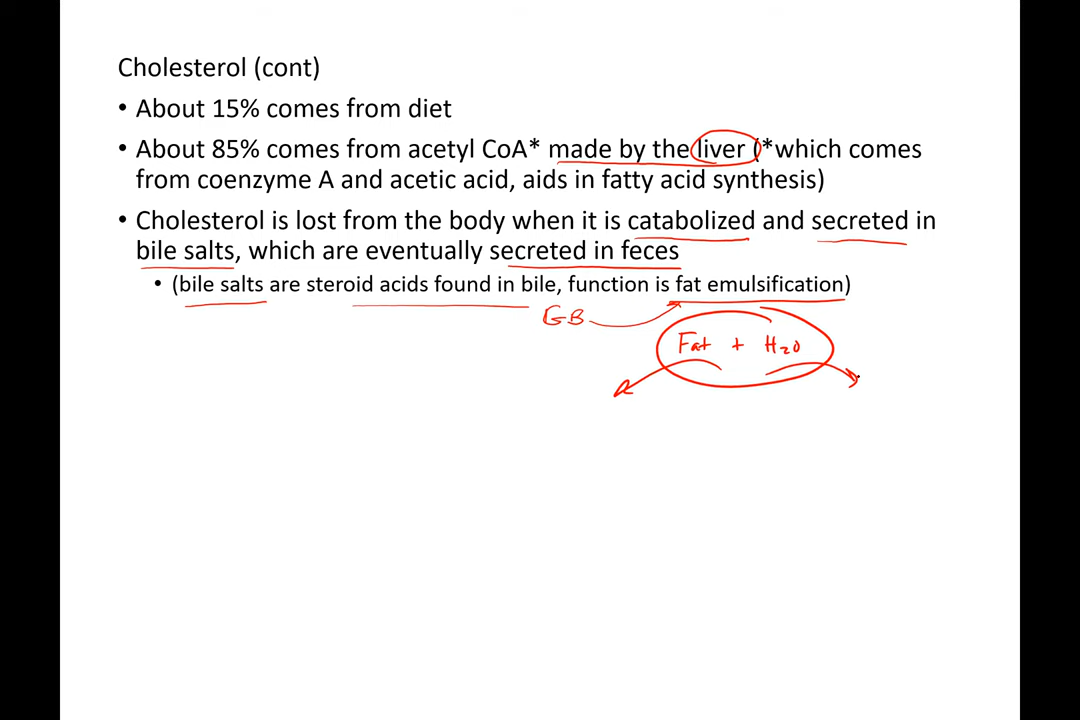 Cholesterol (cont)
• About 15% comes from diet
• About 85% comes from acetyl CoA* made by the liver (*which comes
from coenzyme A and acetic acid, aids in fatty acid synthesis)
• Cholesterol is lost from the body when it is catabolized and secreted in
bile salts, which are eventually secreted in feces
• (bile salts are steroid acids found in bile, function is fat emulsification)
GB
Fat + H₂O